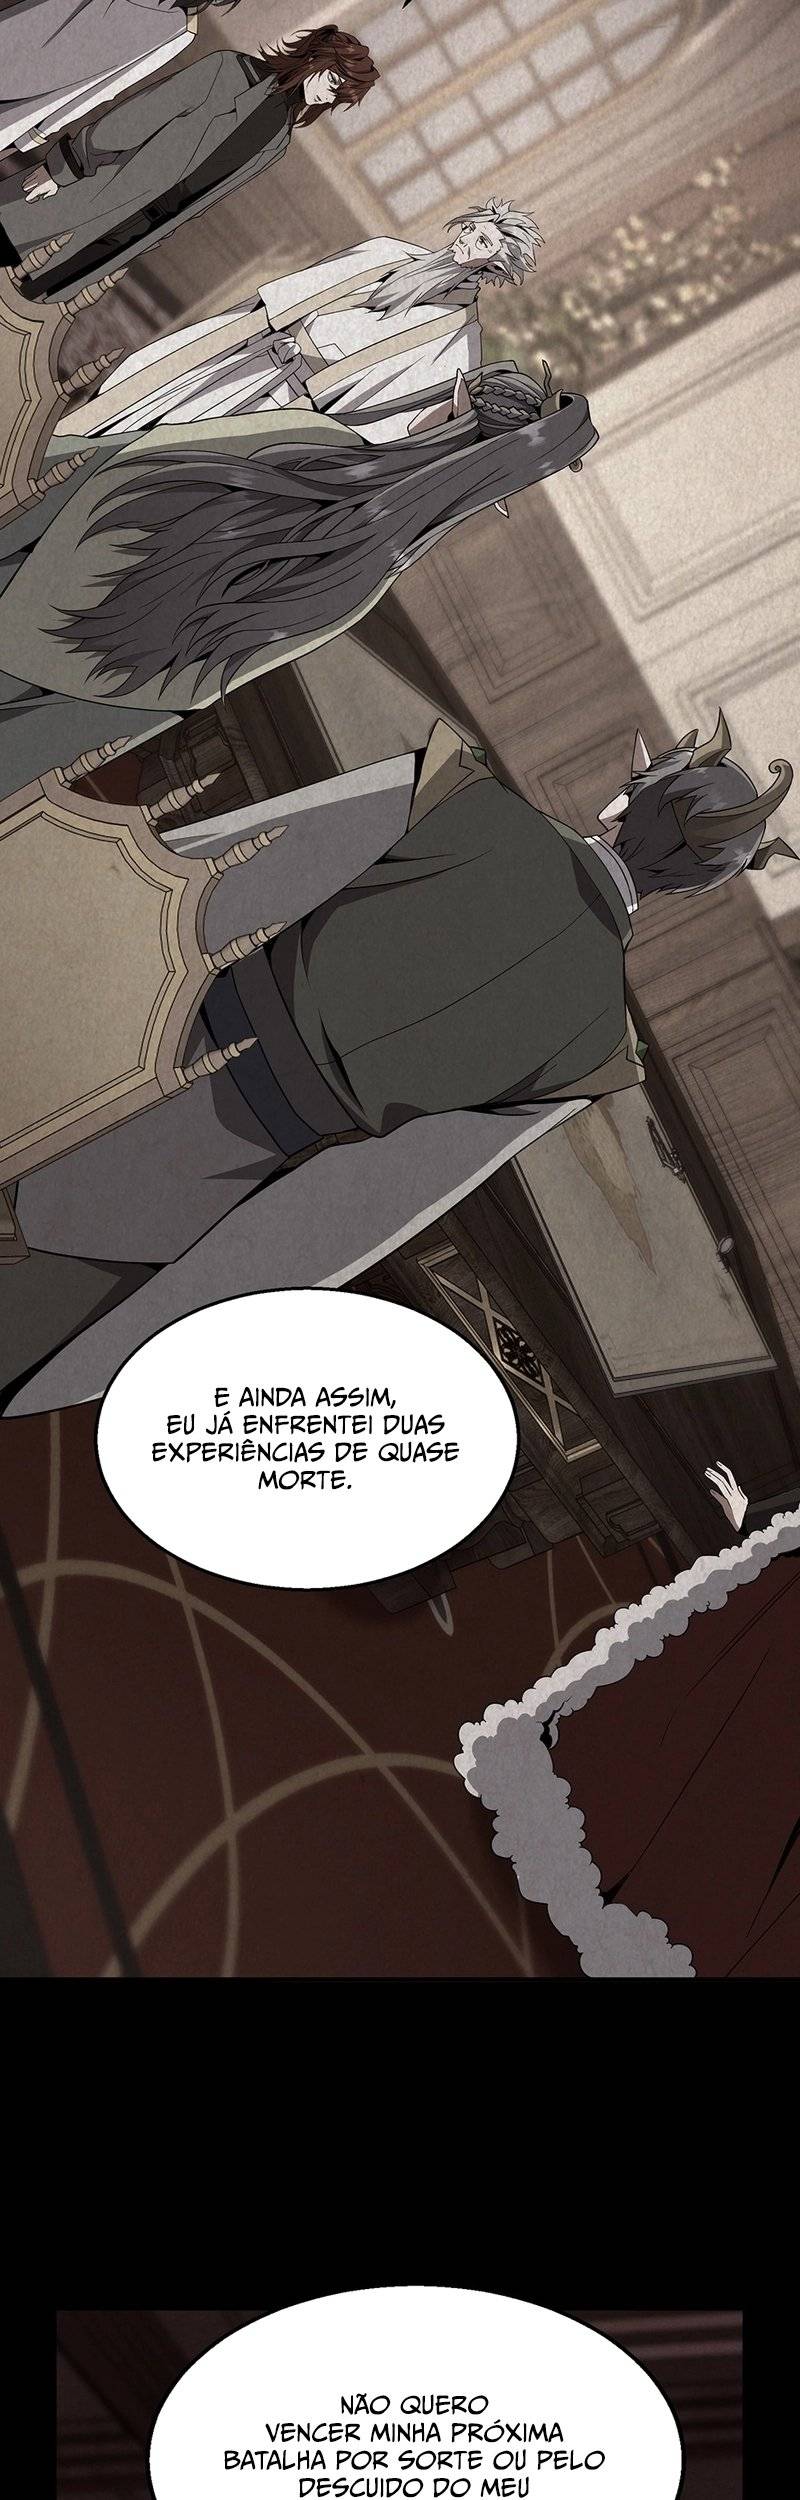 E AINDA ASSIM,
EU JÁ ENFRENTEI DUAS
EXPERIÊNCIAS DE QUASE
MORTE.
NÃO QUERO
VENCER MINHA PRÓXIMA
BATALHA POR SORTE OU PELO
DESCUIDO DO MEU